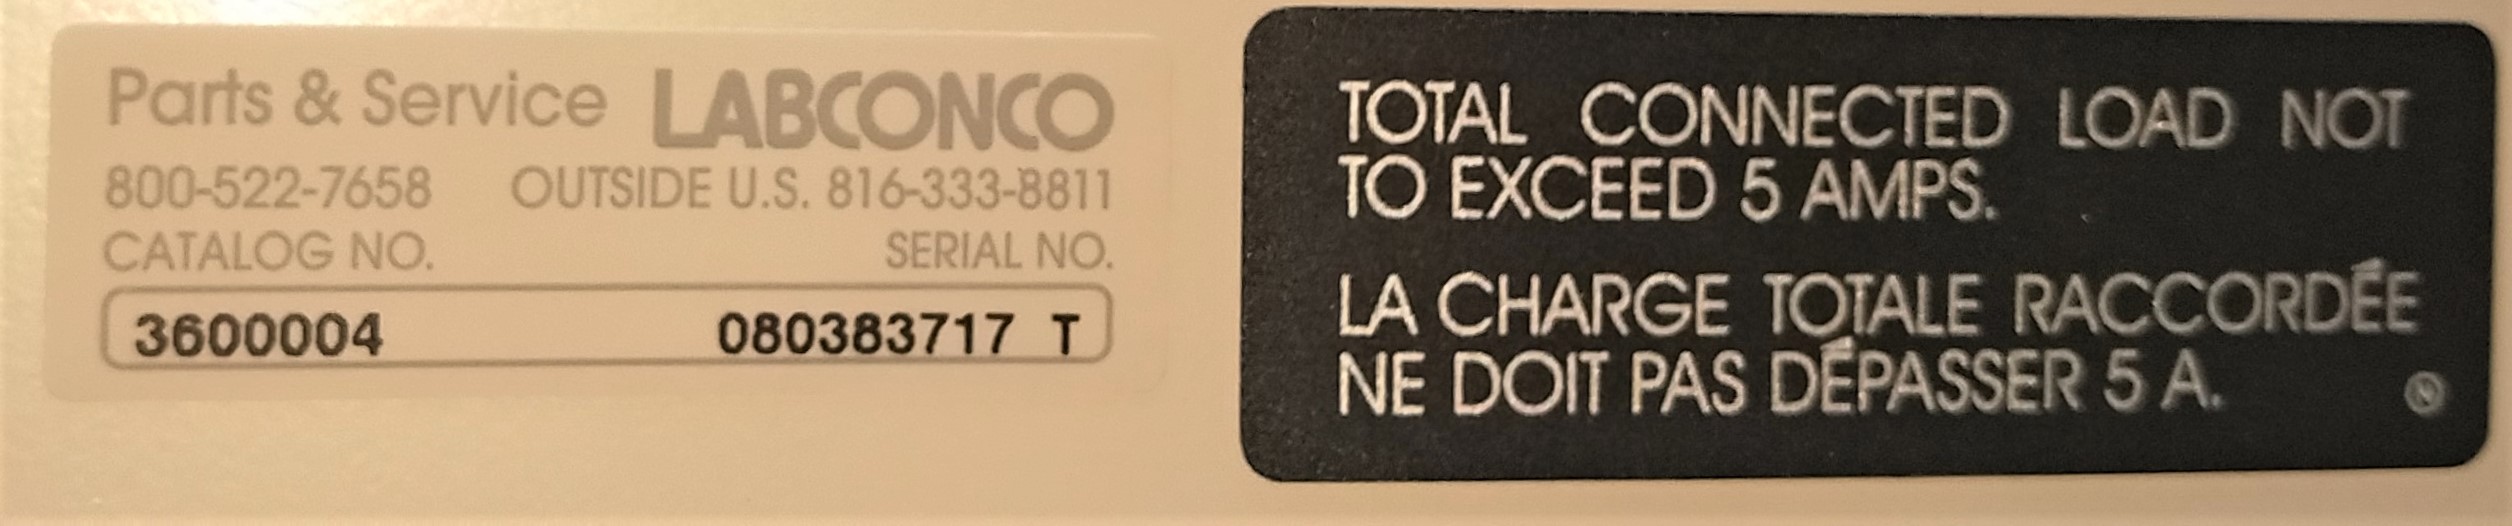 Parts & Service LABCONCO
800-522-7658 OUTSIDE U.S. 816-333-8811
CATALOG NO. SERIAL NO.
3600004 080383717 T
TOTAL CONNECTED LOAD NOT
TO EXCEED 5 AMPS.
LA CHARGE TOTALE RACCORDÉE
NE DOIT PAS DÉPASSER 5 A.
N